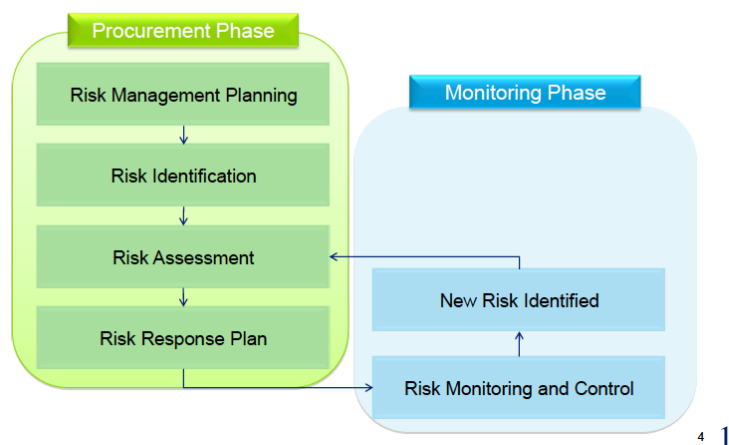 Procurement Phase
Risk Management Planning
Risk Identification
Risk Assessment
Risk Response Plan
Monitoring Phase
New Risk Identified
Risk Monitoring and Control
4 1